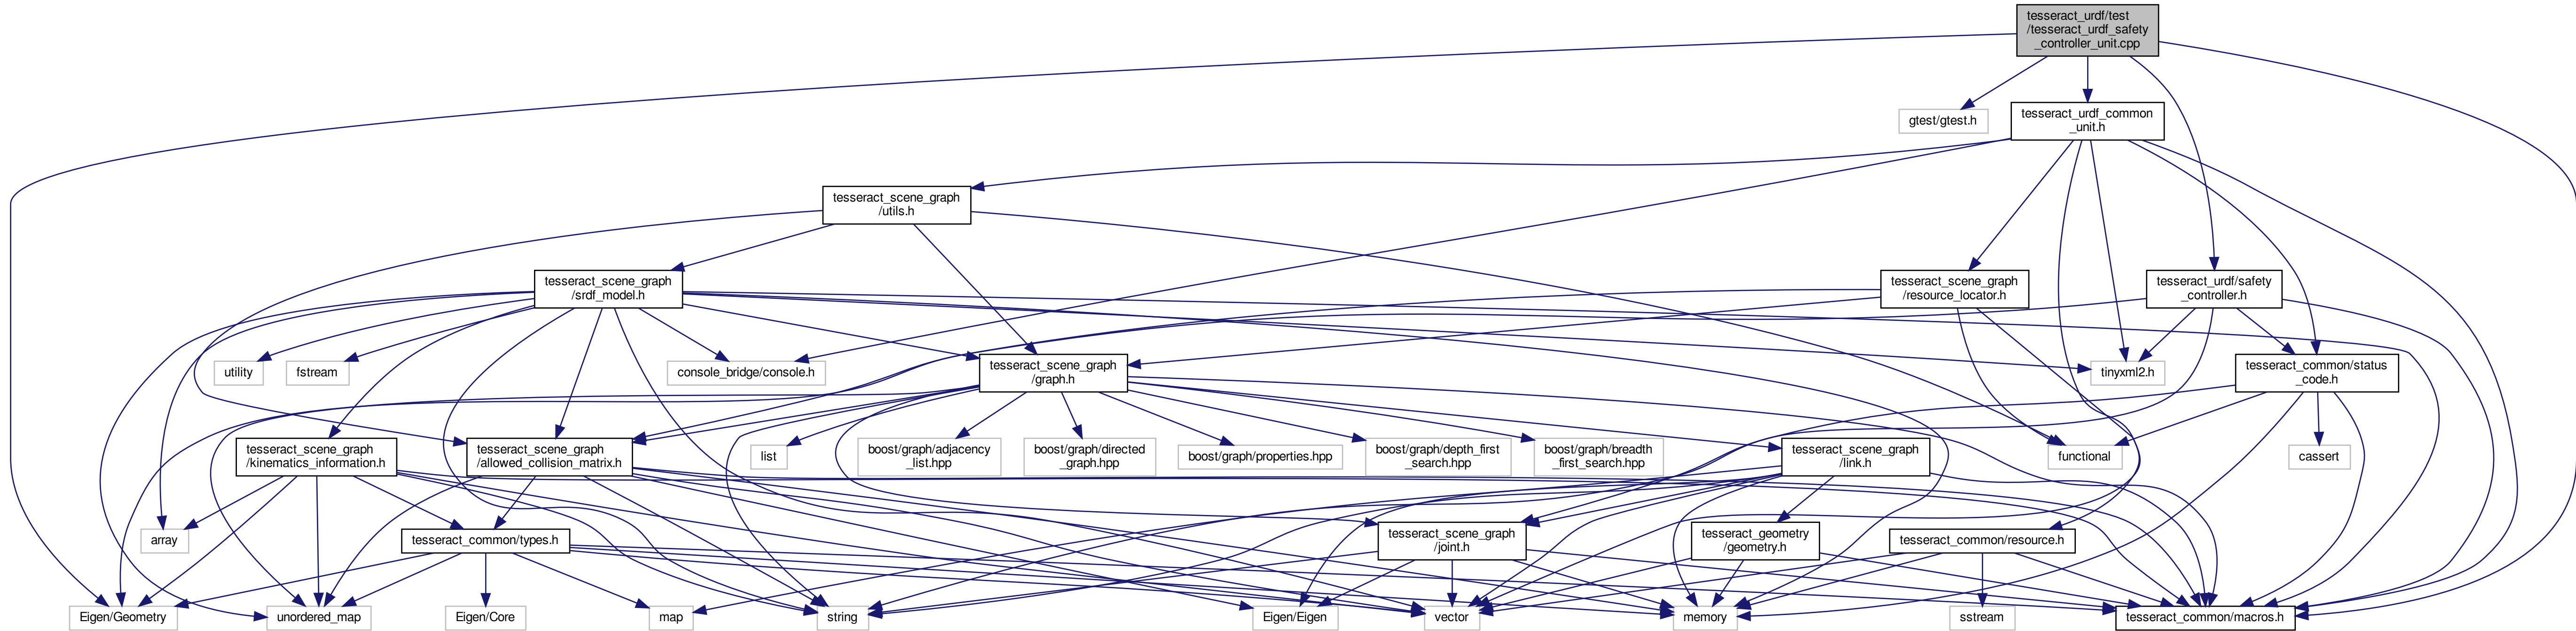 tesseract_urdf/test
/tesseract_urdf_safety
_controller_unit.cpp
gtest/gtest.h
tesseract_urdf_common
_unit.h
tesseract_scene_graph
/utils.h
tesseract_scene_graph
/srdf_model.h
tesseract_scene_graph
/resource_locator.h
tesseract_urdf/safety
_controller.h
utility
fstream
console_bridge/console.h
tesseract_scene_graph
/graph.h
tinyxml2.h
tesseract_common/status
_code.h
tesseract_scene_graph
/kinematics_information.h
tesseract_scene_graph
/allowed_collision_matrix.h
list
boost/graph/adjacency
_list.hpp
boost/graph/directed
_graph.hpp
boost/graph/properties.hpp
boost/graph/depth_first
_search.hpp
boost/graph/breadth
_first_search.hpp
tesseract_scene_graph
/link.h
functional
cassert
array
tesseract_common/types.h
tesseract_scene_graph
/joint.h
tesseract_geometry
/geometry.h
tesseract_common/resource.h
Eigen/Geometry
unordered_map
Eigen/Core
map
string
Eigen/Eigen
vector
memory
sstream
tesseract_common/macros.h